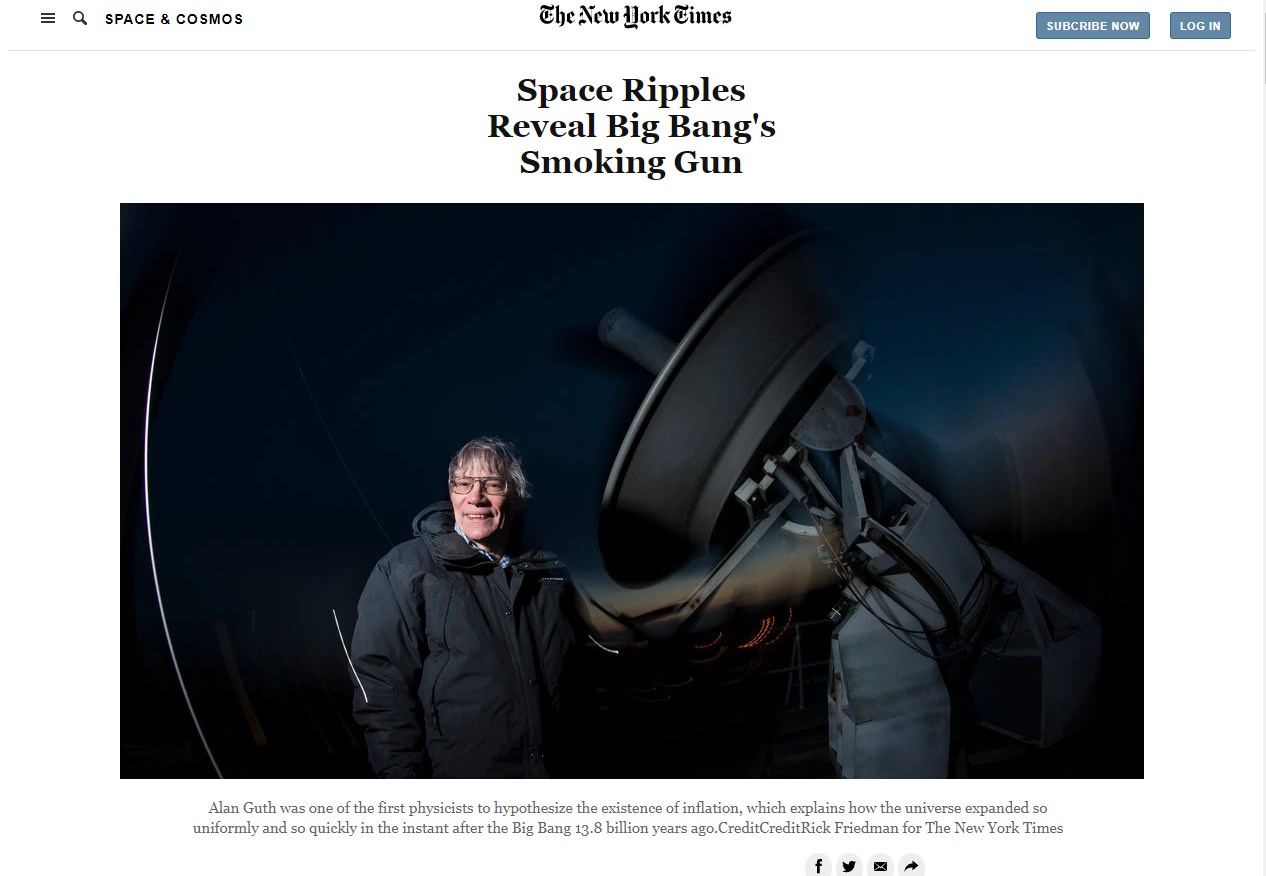 SPACE & COSMOS
The New York Times
SUBCRIBE NOW
LOG IN
Space Ripples
Reveal Big Bang's
Smoking Gun
Alan Guth was one of the first physicists to hypothesize the existence of inflation, which explains how the universe expanded so
uniformly and so quickly in the instant after the Big Bang 13.8 billion years ago.CreditCreditRick Friedman for The New York Times